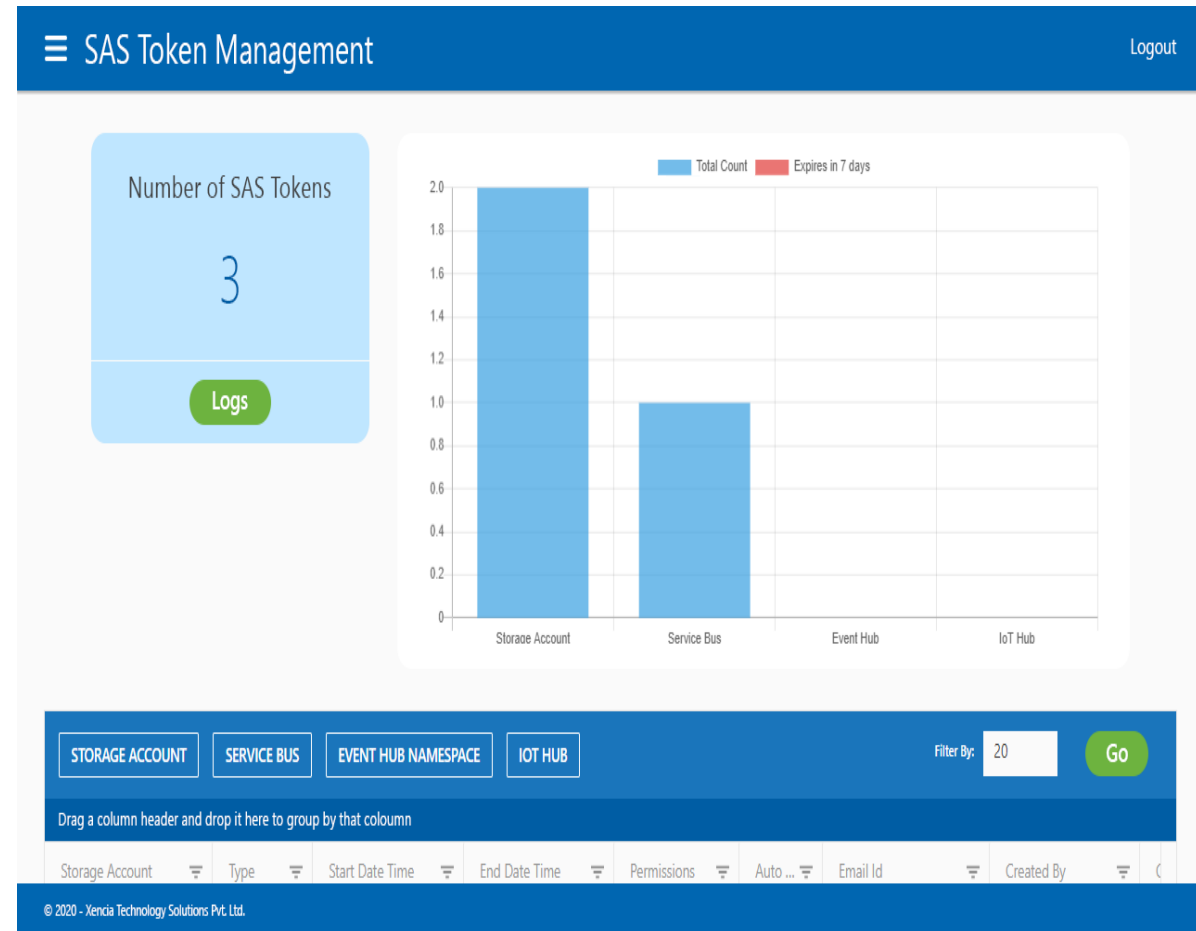 SAS Token Management
Logout
Number of SAS Tokens
3
Logs
Total Count
Expires in 7 days
2.0
1.8
1.6
1.4
1.2
1.0
0.8
0.6
0.4
0.2
0
Storage Account
Service Bus
Event Hub
IoT Hub
STORAGE ACCOUNT
SERVICE BUS
EVENT HUB NAMESPACE
IOT HUB
Filter By:
20
Go
Drag a column header and drop it here to group by that coloumn
Storage Account
Type
Start Date Time
End Date Time
Permissions
Auto ...
Email Id
Created By
© 2020 - Xencia Technology Solutions Pvt. Ltd.